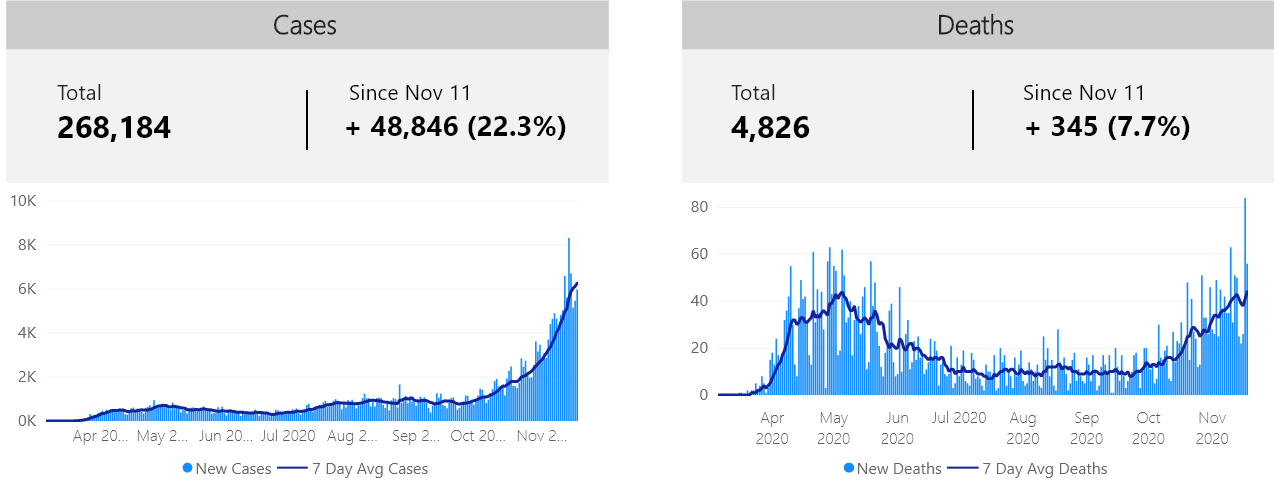 Cases
Total
268,184
Since Nov 11
+ 48,846 (22.3%)
10K
8K
6K
4K
2K
0K
Apr 20... May 2... Jun 20... Jul 2020 Aug 2... Sep 2... Oct 20... Nov 2...
New Cases 7 Day Avg Cases
Deaths
Total
4,826
Since Nov 11
+ 345 (7.7%)
80
60
40
20
0
Apr May Jun Jul 2020 Aug Sep Oct Nov
2020 2020 2020 2020 2020 2020 2020
New Deaths 7 Day Avg Deaths